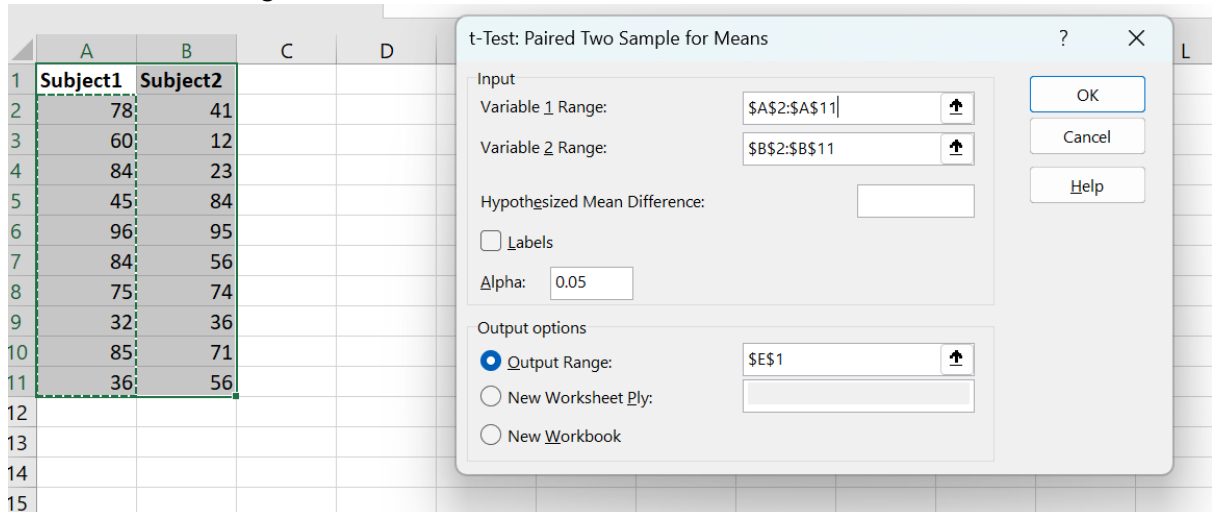 t-Test: Paired Two Sample for Means ?
A B C D L
1 Subject1 Subject2
2 78 41
3 60 12
4 84 23
5 45 84
6 96 95
7 84 56
8 75 74
9 32 36
10 85 71
11 36 56
12
13
14
15
Input
Variable 1 Range: $A$2:$A$11
Variable 2 Range: $B$2:$B$11
Hypothesized Mean Difference:
Labels
Alpha: 0.05
Output options
Output Range: $E$1
New Worksheet Ply:
New Workbook
OK
Cancel
Help